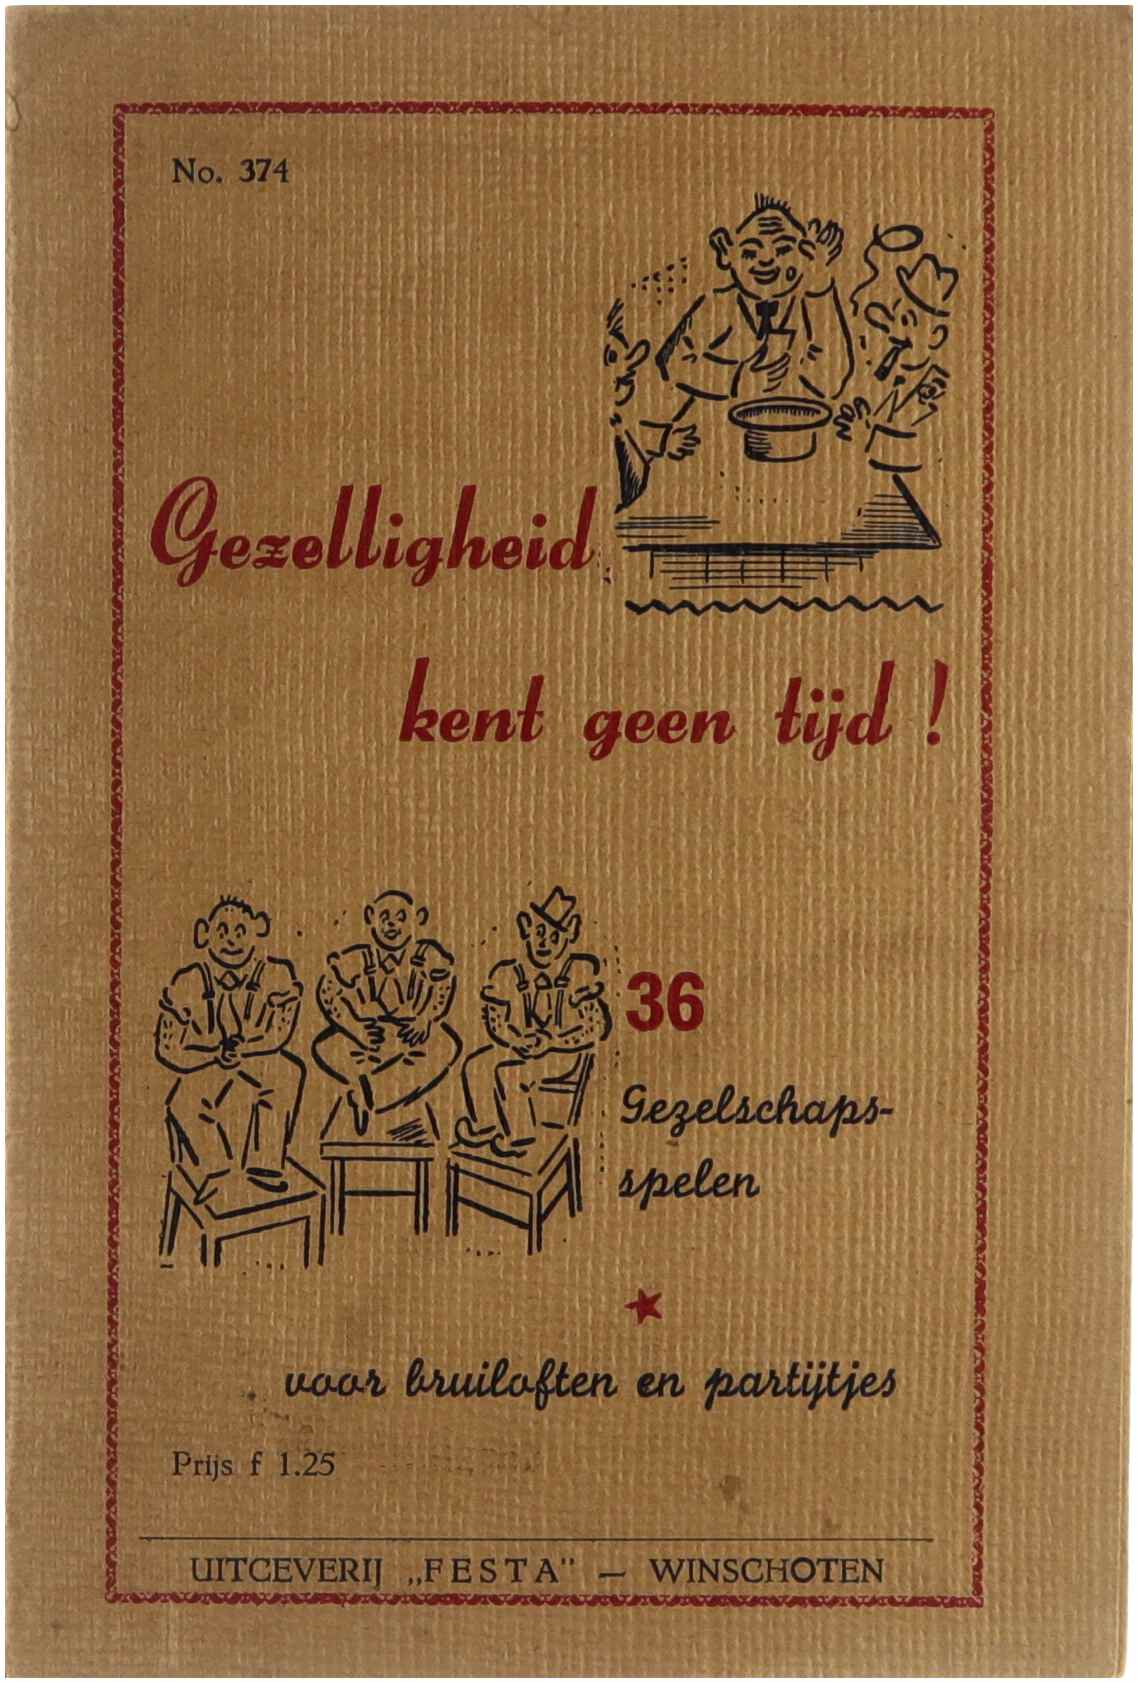 No. 374
Gezelligheid
kent geen tijd !
36
Gezelschaps-
spelen
voor bruiloften en partijtjes
Prijs f 1.25
UITGEVERIJ „FESTA" — WINSCHOTEN